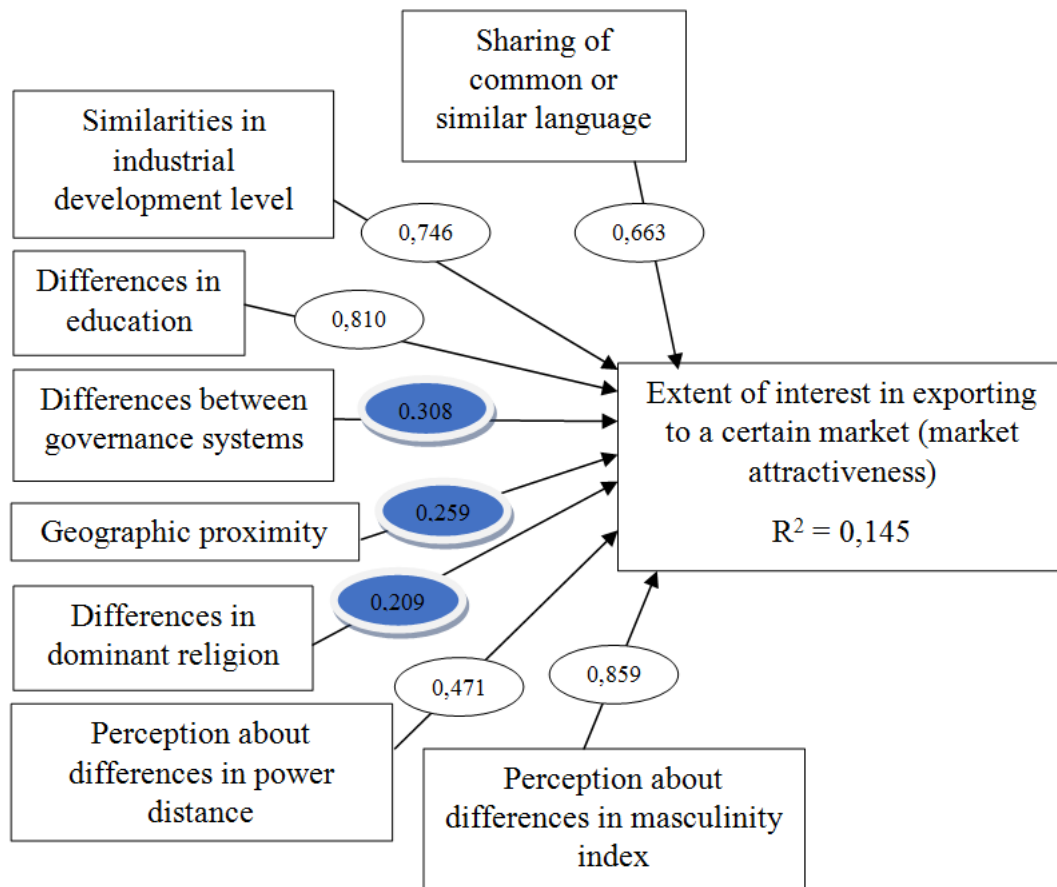 Sharing of
common or
similar language
Similarities in
industrial
development level
0,746
0,663
Differences in
education
0,810
Differences between
governance systems
0,308
Extent of interest in exporting
to a certain market (market
attractiveness)
R² = 0,145
Geographic proximity
0,259
Differences in
dominant religion
0,209
Perception about
differences in power
distance
0,471
0,859
Perception about
differences in masculinity
index